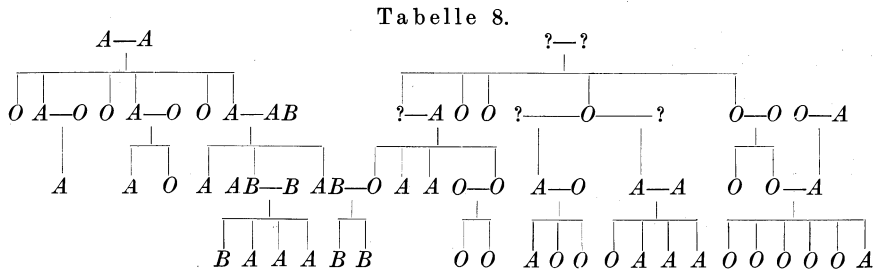 Tabelle 8.
A—A ?—?
O A—O O A—O O A—AB ?—A O O ?——O——? O—O O—A
A A O A AB—B AB—O A A O—O A—O A—A O O—A
B A A A B B O O A O O O A A A O O O O O A